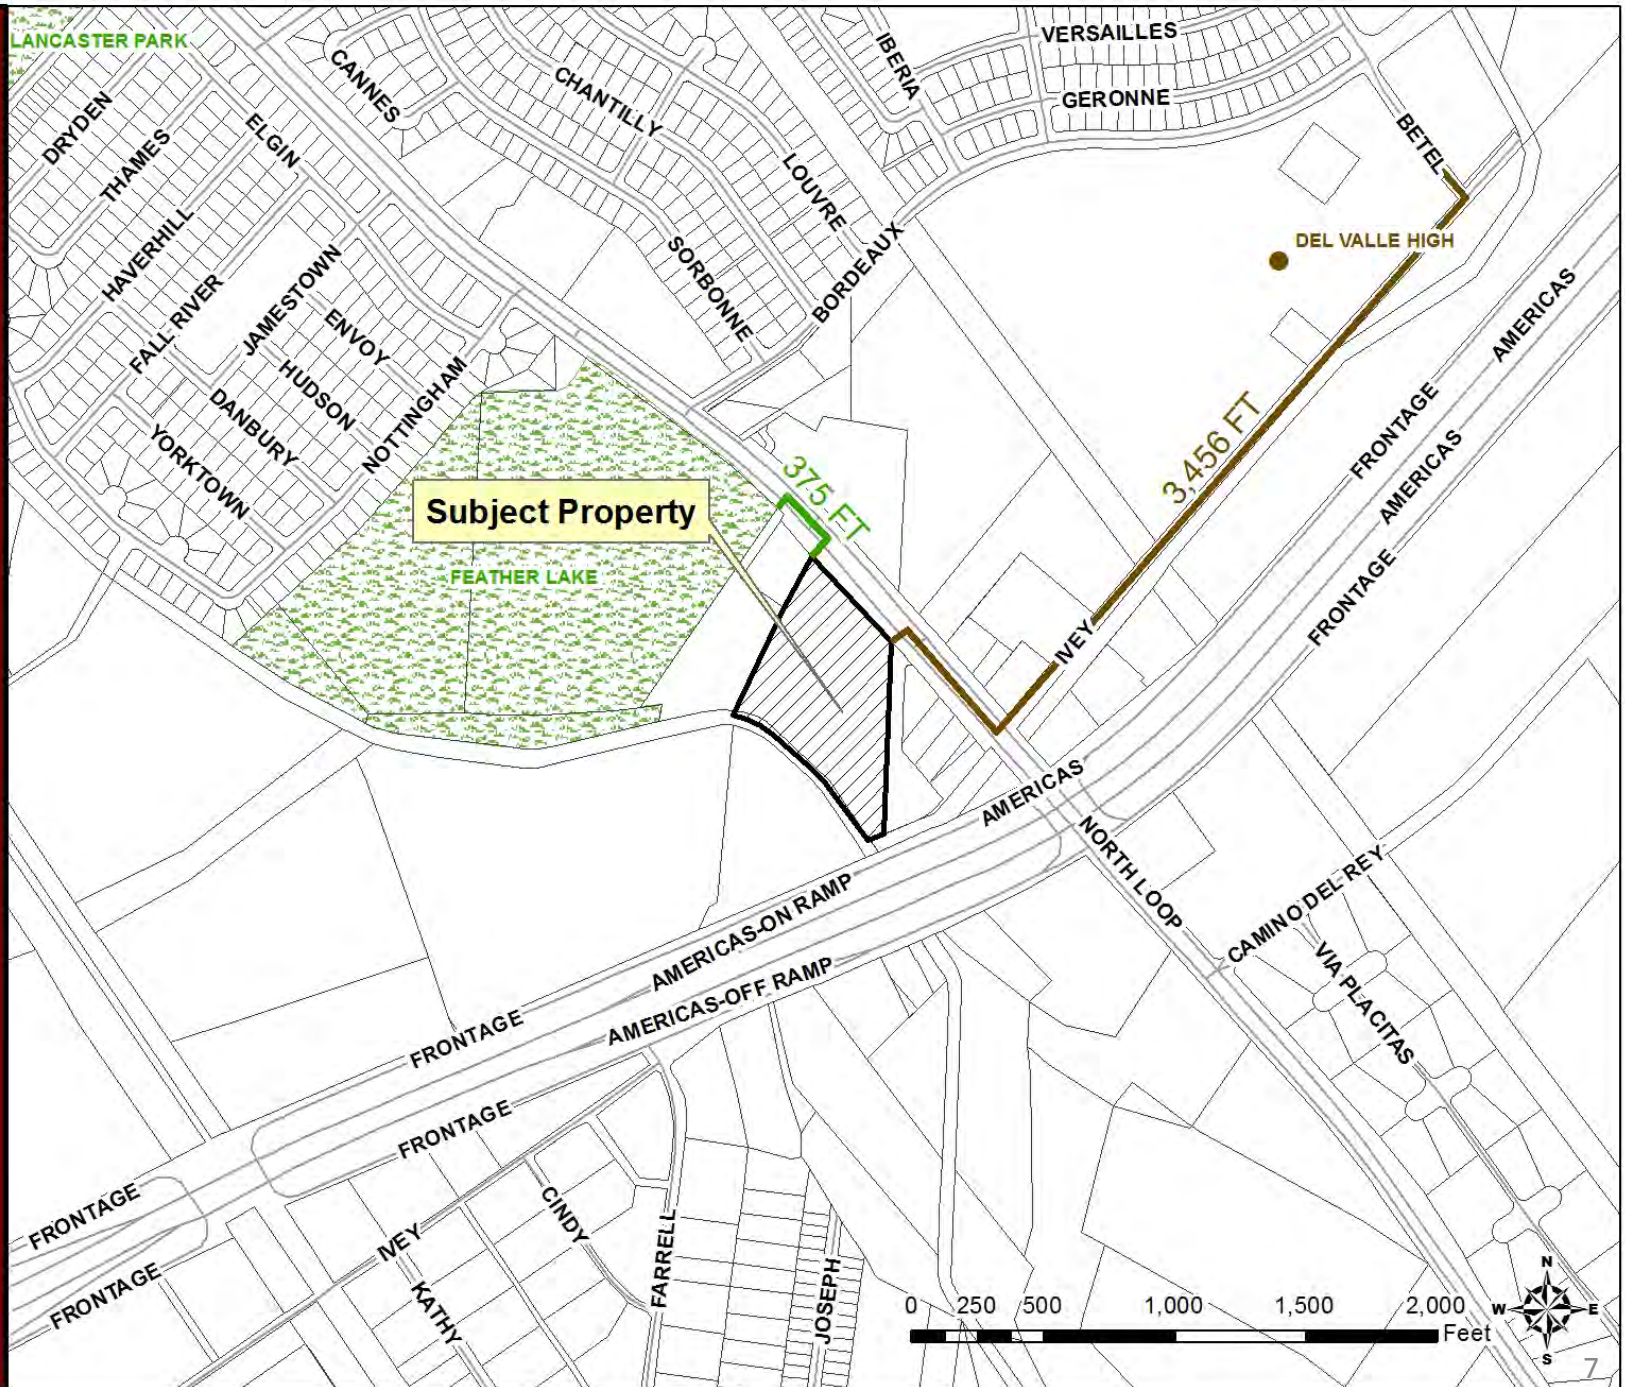 LANCASTER PARK
DRYDEN
THAMES
HAVERHILL
FALL RIVER
ELGIN
JAMESTOWN
ENVOY
HUDSON
DANBURY
YORKTOWN
NOTTINGHAM
CANNES
CHANTILLY
LOUVRE
SORBONNE
BORDEAUX
IBERIA
VERSAILLES
GERONNE
BETEL
DEL VALLE HIGH
AMERICAS
FRONTAGE
AMERICAS
FRONTAGE
3,456 FT
375 FT
Subject Property
FEATHER LAKE
IVEY
AMERICAS
NORTH LOOP
CAMINO DEL REY
VIA PLACITAS
AMERICAS-ON RAMP
AMERICAS-OFF RAMP
FRONTAGE
FRONTAGE
FRONTAGE
FRONTAGE
IVEY
KATHY
CINDY
FARRELL
JOSEPH
0 250 500 1,000 1,500 2,000
Feet
N
W E
S
7